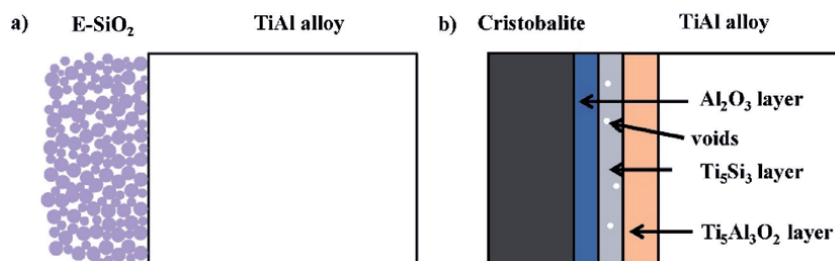 a) E-SiO₂ TiAl alloy
b) Cristobalite TiAl alloy
Al₂O₃ layer
voids
Ti₅Si₃ layer
Ti₅Al₃O₂ layer